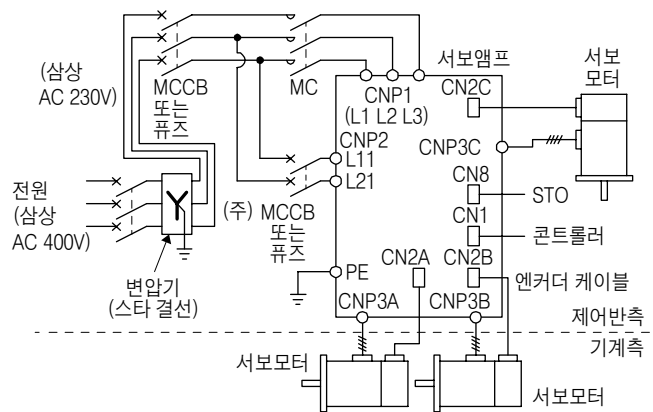 (삼상
AC 230V)
MCCB
또는
퓨즈
MC
서보앰프
CN2C
서보
모터
CNP1
(L1 L2 L3)
CNP2
L11
L21
CNP3C
CN8
STO
CN1
콘트롤러
전원
(삼상
AC 400V)
(주)
MCCB
또는
퓨즈
변압기
(스타 결선)
PE
CN2A
CN2B
엔커더 케이블
CNP3A
CNP3B
제어반측
기계측
서보모터
서보모터